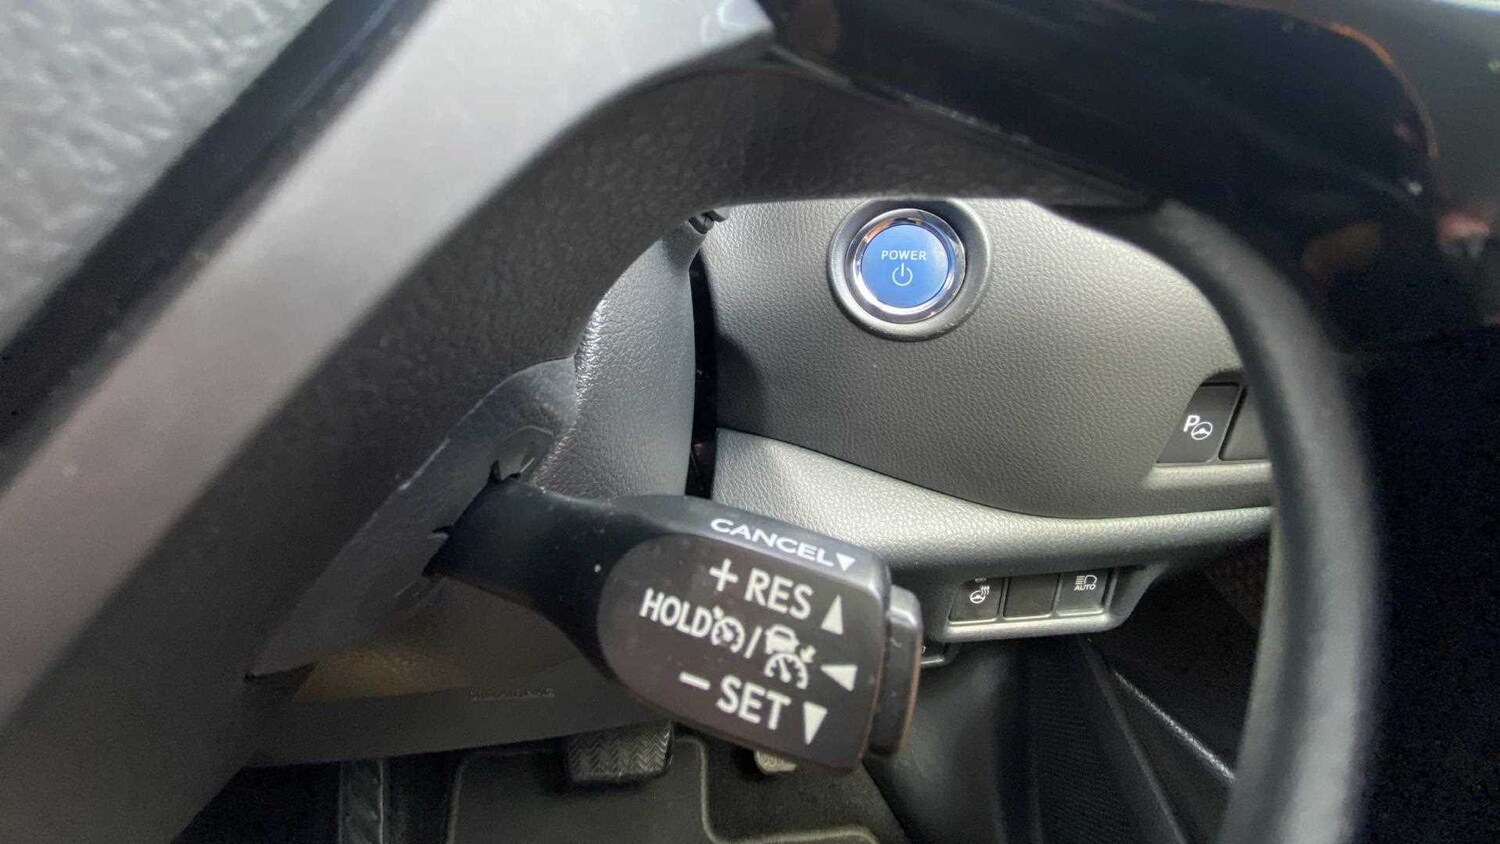 POWER
P
CANCEL▼
+ RES ▲
HOLD / ◀
- SET ▼
AUTO